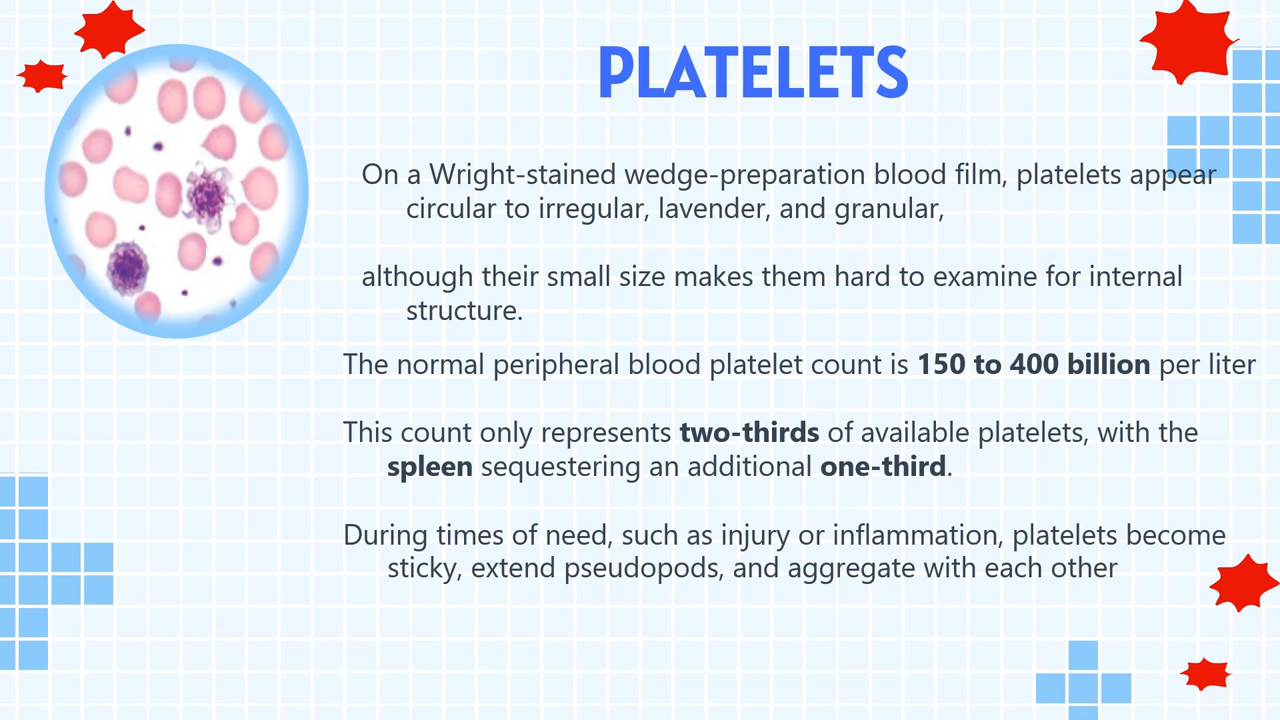 PLATELETS
On a Wright-stained wedge-preparation blood film, platelets appear
circular to irregular, lavender, and granular,
although their small size makes them hard to examine for internal
structure.
The normal peripheral blood platelet count is 150 to 400 billion per liter
This count only represents two-thirds of available platelets, with the
spleen sequestering an additional one-third.
During times of need, such as injury or inflammation, platelets become
sticky, extend pseudopods, and aggregate with each other